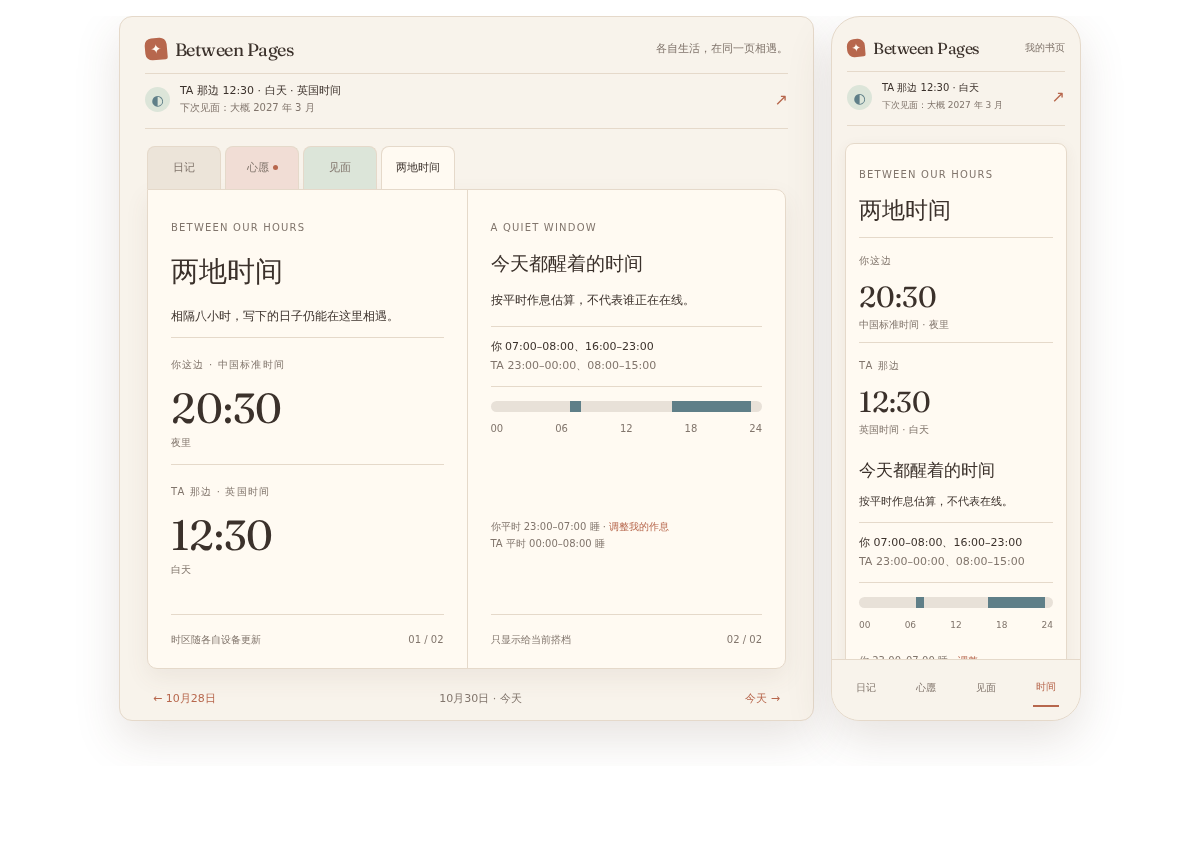 Between Pages
各自生活，在同一页相遇。
TA 那边 12:30 · 白天 · 英国时间
下次见面：大概 2027 年 3 月
↗
日记
心愿
见面
两地时间
BETWEEN OUR HOURS
两地时间
相隔八小时，写下的日子仍能在这里相遇。
你这边 · 中国标准时间
20:30
夜里
TA 那边 · 英国时间
12:30
白天
时区随各自设备更新
01 / 02
A QUIET WINDOW
今天都醒着的时间
按平时作息估算，不代表谁正在在线。
你 07:00–08:00、16:00–23:00
TA 23:00–00:00、08:00–15:00
00 06 12 18 24
你平时 23:00–07:00 睡 · 调整我的作息
TA 平时 00:00–08:00 睡
只显示给当前搭档
02 / 02
← 10月28日
10月30日 · 今天
今天 →
Between Pages
我的书页
TA 那边 12:30 · 白天
下次见面：大概 2027 年 3 月
↗
BETWEEN OUR HOURS
两地时间
你这边
20:30
中国标准时间 · 夜里
TA 那边
12:30
英国时间 · 白天
今天都醒着的时间
按平时作息估算，不代表在线。
你 07:00–08:00、16:00–23:00
TA 23:00–00:00、08:00–15:00
00 06 12 18 24
你 23:00–07:00 睡 · 调整
日记
心愿
见面
时间